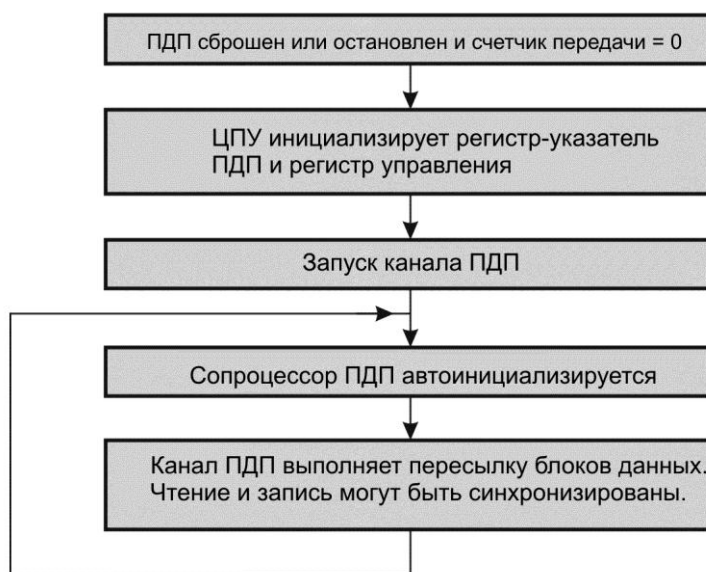 ПДП сброшен или остановлен и счетчик передачи = 0
ЦПУ инициализирует регистр-указатель
ПДП и регистр управления
Запуск канала ПДП
Сопроцессор ПДП автоинициализируется
Канал ПДП выполняет пересылку блоков данных.
Чтение и запись могут быть синхронизированы.